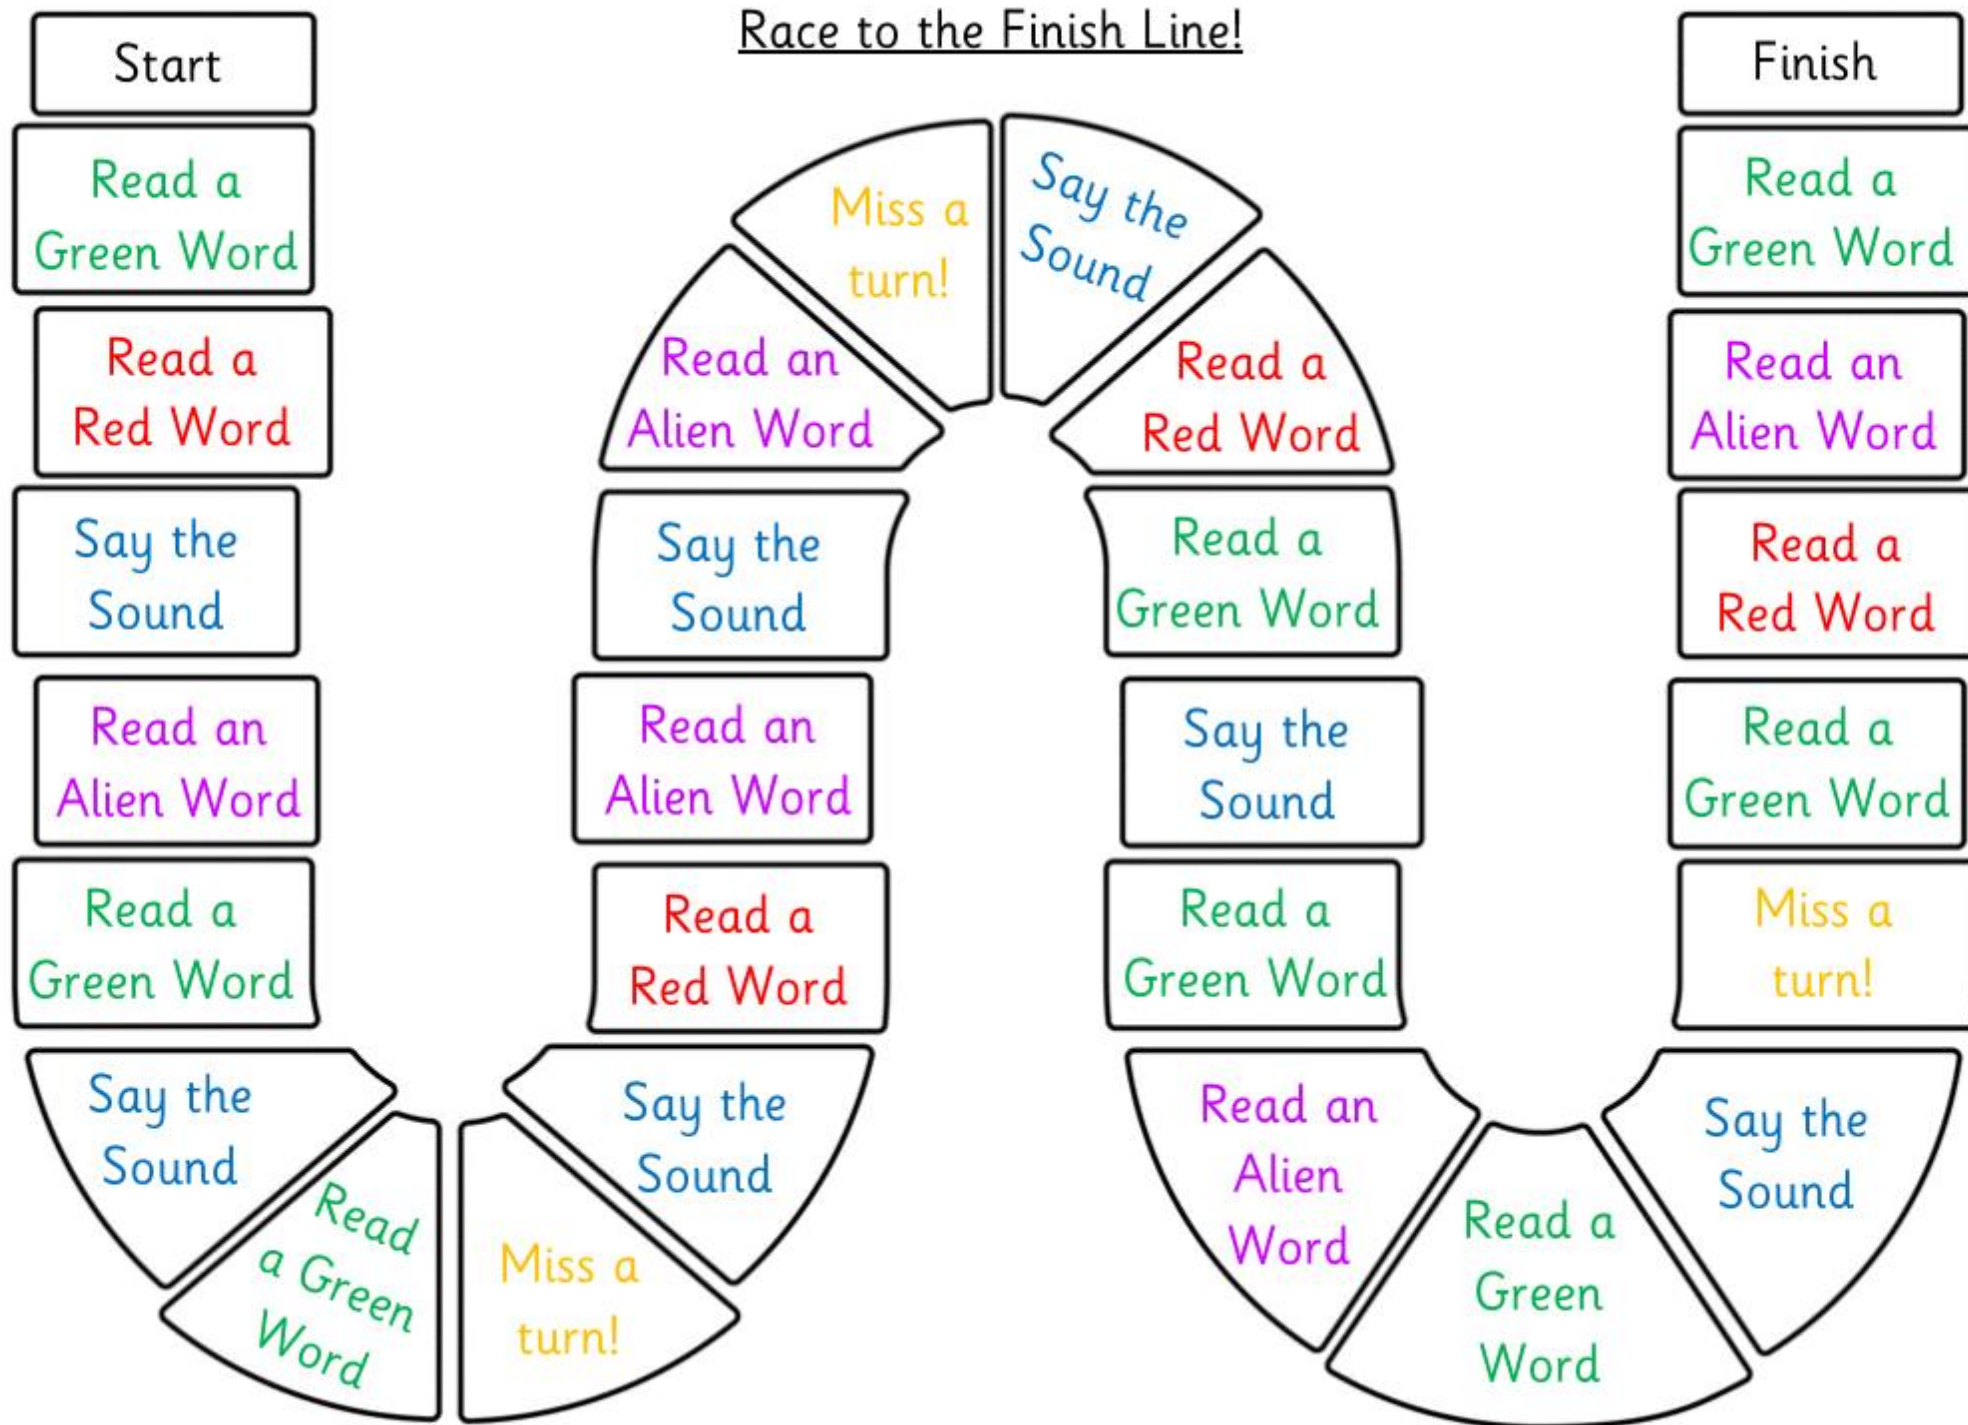 Race to the Finish Line!
Start
Read a
Green Word
Read a
Red Word
Say the
Sound
Read an
Alien Word
Read a
Green Word
Say the
Sound
Read
a Green
Word
Miss a
turn!
Say the
Sound
Read a
Red Word
Read an
Alien Word
Say the
Sound
Read an
Alien Word
Miss a
turn!
Say the
Sound
Read a
Red Word
Read a
Green Word
Say the
Sound
Read a
Green Word
Read an
Alien
Word
Read a
Green
Word
Say the
Sound
Miss a
turn!
Read a
Green Word
Read a
Red Word
Read an
Alien Word
Read a
Green Word
Finish